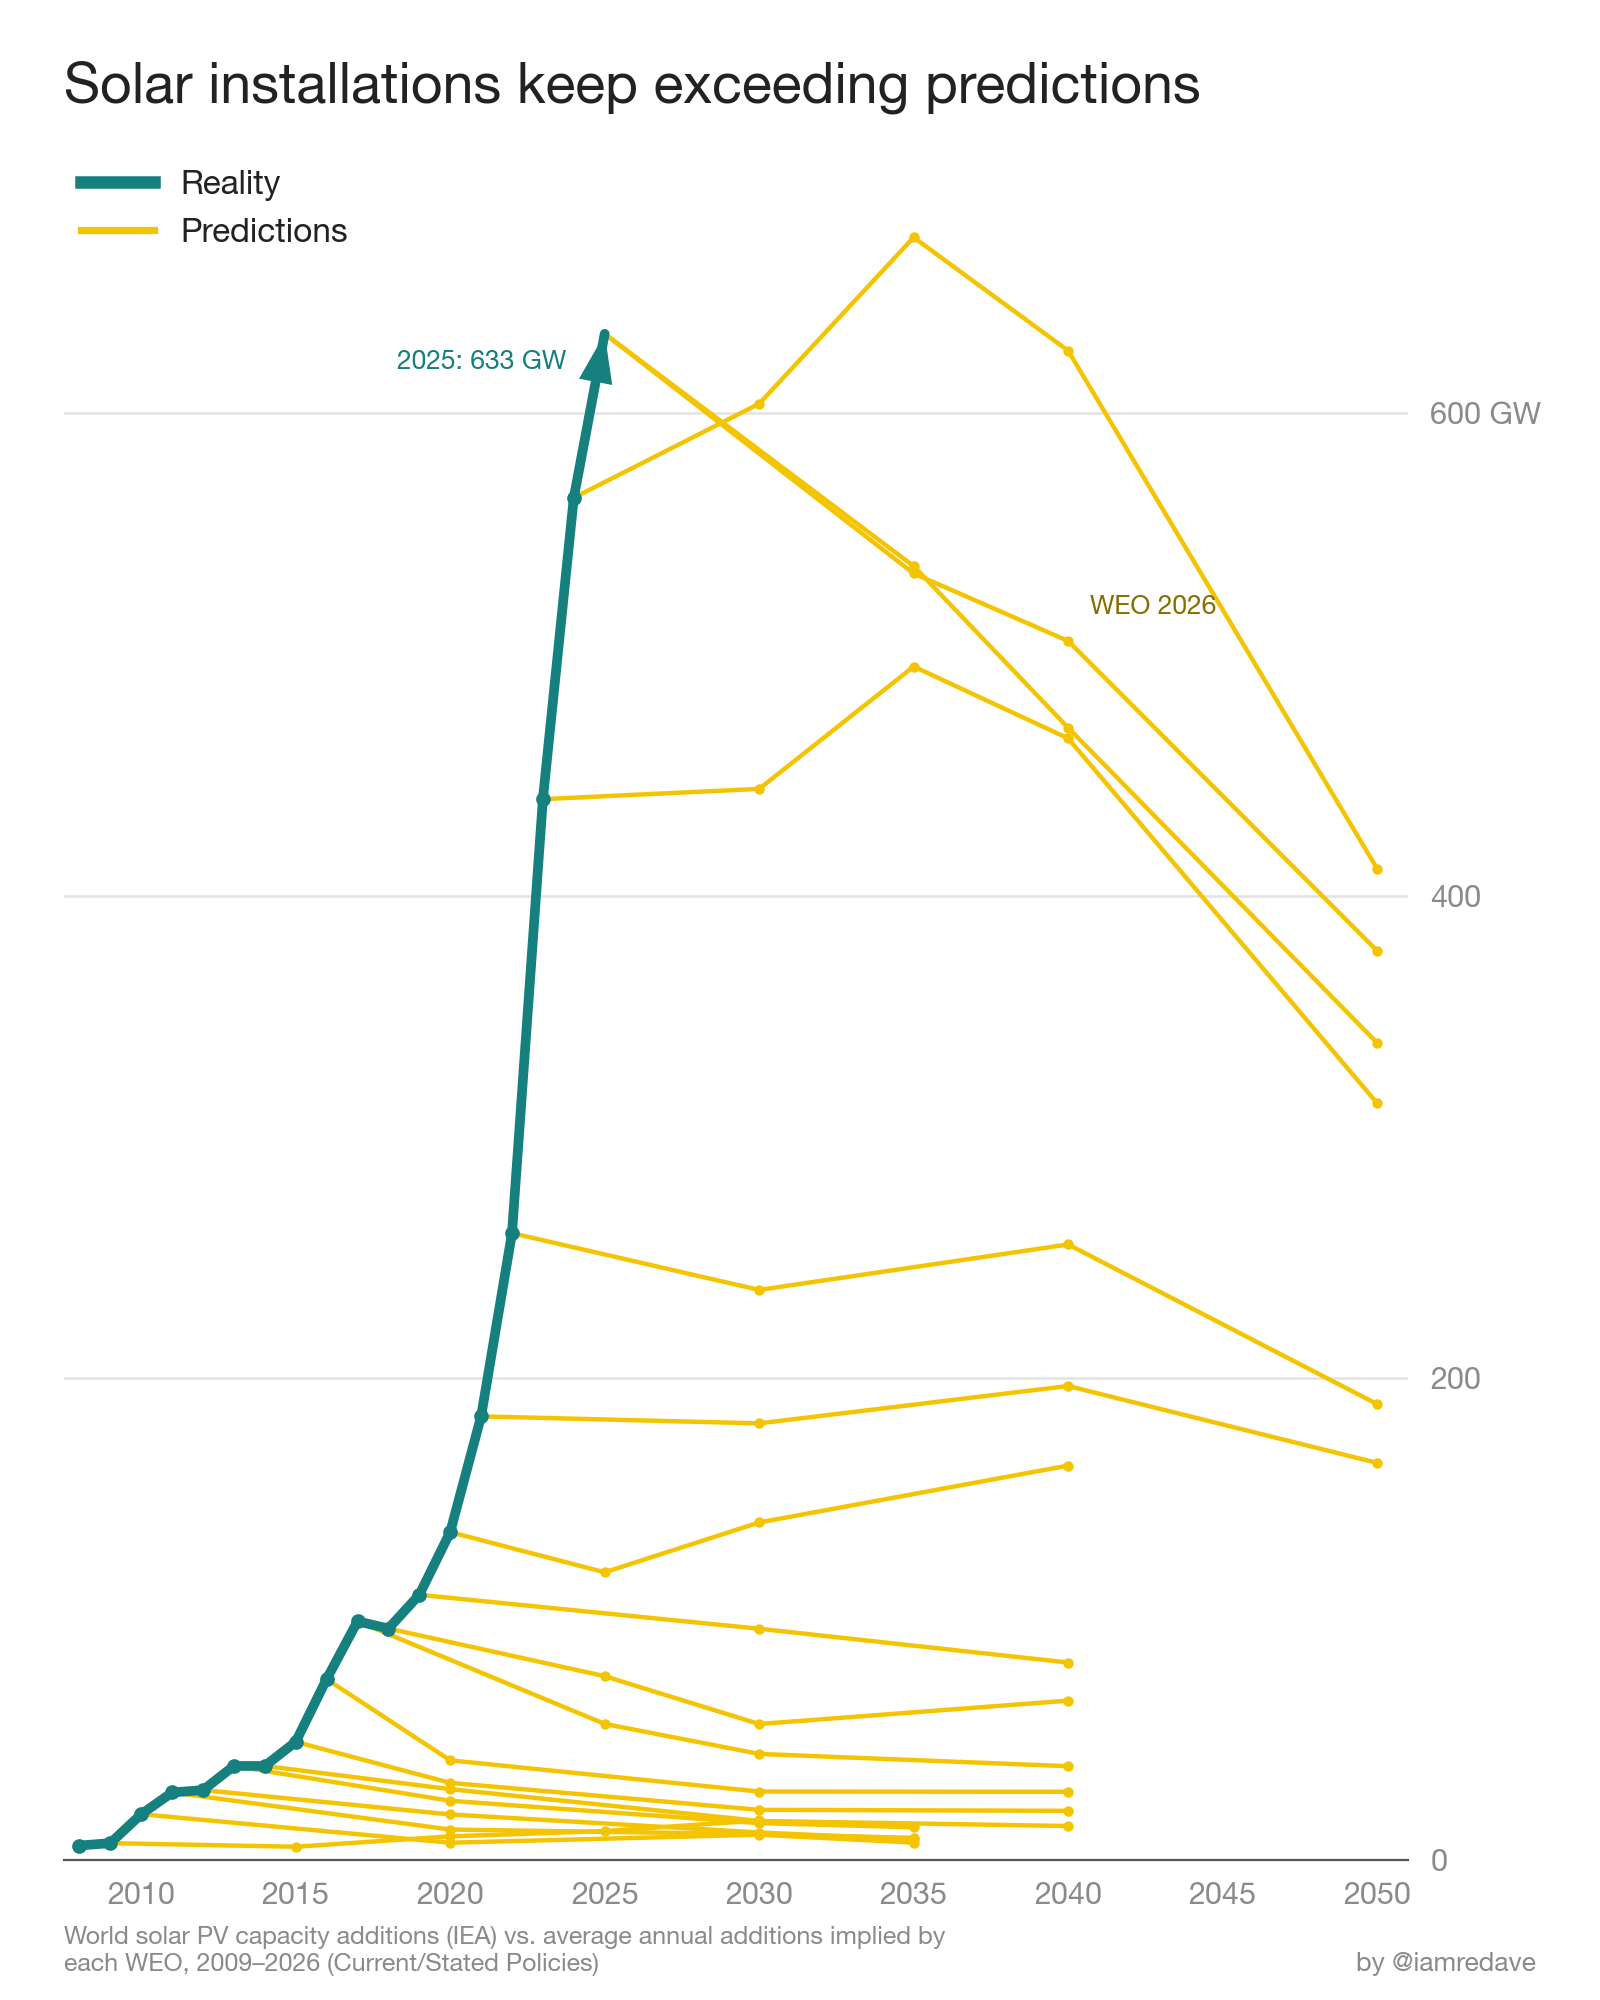 Solar installations keep exceeding predictions
Reality
Predictions
2025: 633 GW
600 GW
WEO 2026
400
200
0
2010 2015 2020 2025 2030 2035 2040 2045 2050
World solar PV capacity additions (IEA) vs. average annual additions implied by
each WEO, 2009–2026 (Current/Stated Policies)
by @iamredave